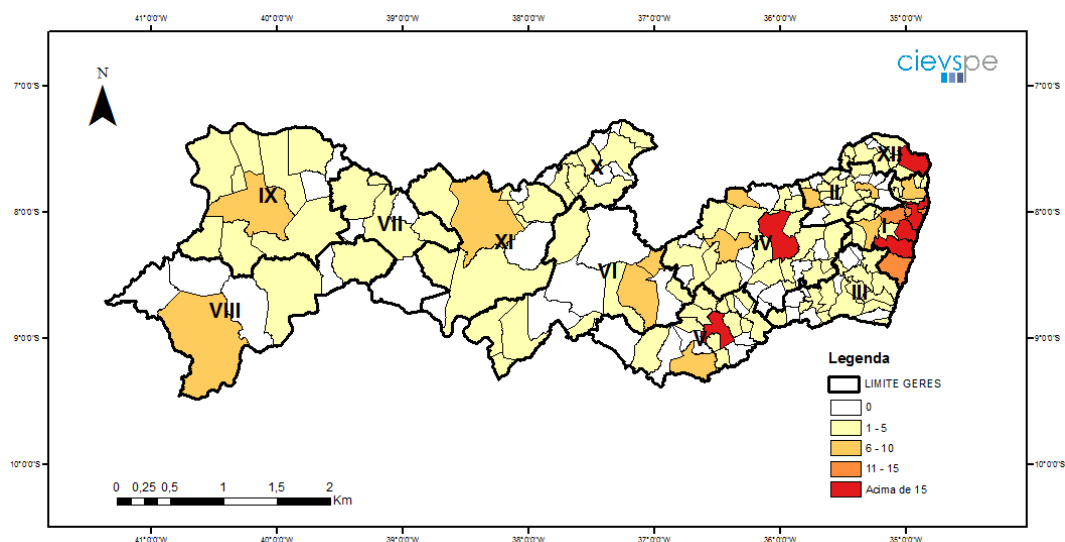 41°0'0"S
40°0'0"S
39°0'0"S
38°0'0"S
37°0'0"S
36°0'0"S
35°0'0"S
cievspe
N
7°0'0"S
7°0'0"S
XII
X
IX
II
8°0'0"S
8°0'0"S
VII
I
XI
IV
VI
III
VIII
V
9°0'0"S
9°0'0"S
Legenda
LIMITE GERES
0
1 - 5
6 - 10
11 - 15
Acima de 15
10°0'0"S
10°0'0"S
0 0,25 0,5 1 1,5 2
Km
41°0'0"W
40°0'0"W
39°0'0"W
38°0'0"W
37°0'0"W
36°0'0"W
35°0'0"W